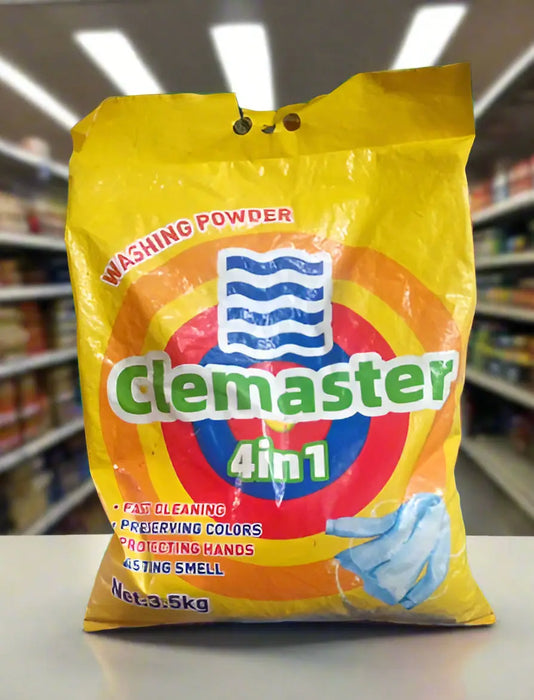 WASHING POWDER
Clemaster
4in1
• FAST CLEANING
• PRESERVING COLORS
PROTECTING HANDS
LASTING SMELL
Net:3.5kg